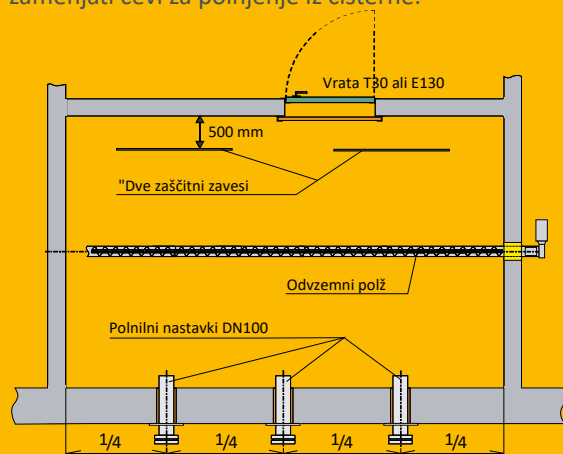 zamenjati cevi za polnjenje iz cisterne.
Vrata T30 ali E130
500 mm
"Dve zaščitni zavesi
Odvzemni polž
Polnilni nastavki DN100
1/4 1/4 1/4 1/4